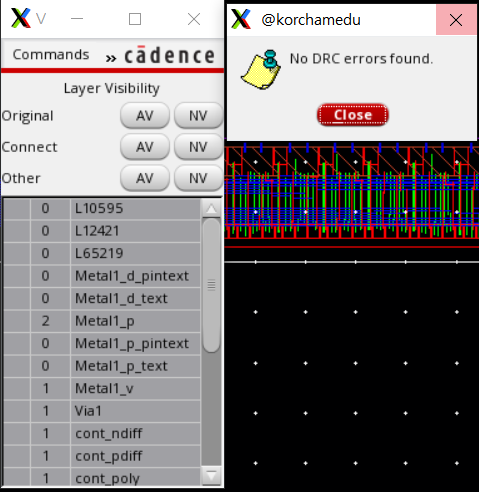 V
@korchamedu
Commands » cādence
No DRC errors found.
Close
Layer Visibility
Original AV NV
Connect AV NV
Other AV NV
0 L10595
0 L12421
0 L65219
0 Metal1_d_pintext
0 Metal1_d_text
2 Metal1_p
0 Metal1_p_pintext
0 Metal1_p_text
1 Metal1_v
1 Via1
1 cont_ndiff
1 cont_pdiff
1 cont_poly